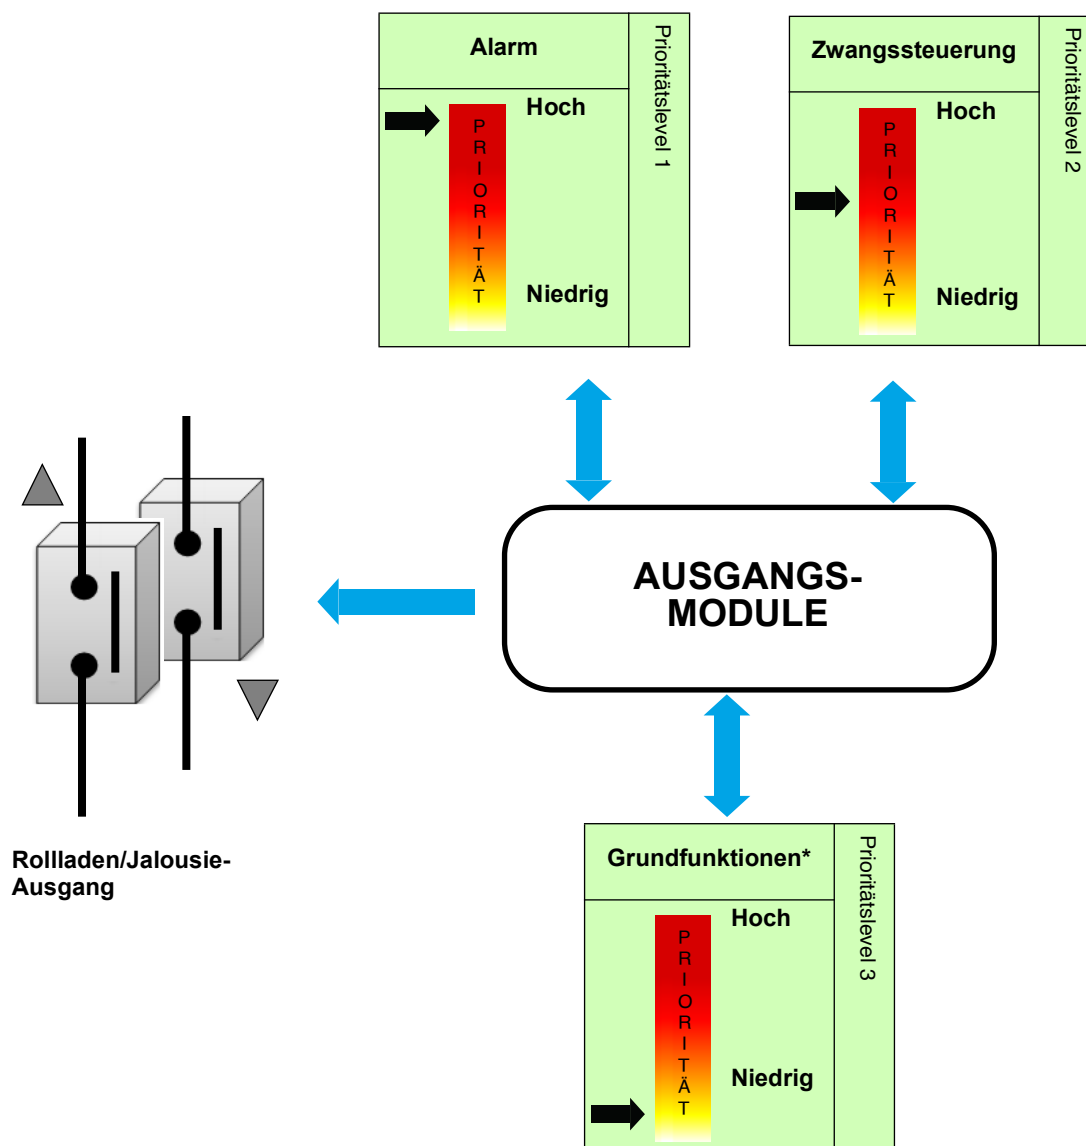 Alarm
Prioritätslevel 1
Hoch
PRIORITÄT
Niedrig
Zwangssteuerung
Prioritätslevel 2
Hoch
PRIORITÄT
Niedrig
AUSGANGS-
MODULE
Rollladen/Jalousie-
Ausgang
Grundfunktionen*
Prioritätslevel 3
Hoch
PRIORITÄT
Niedrig